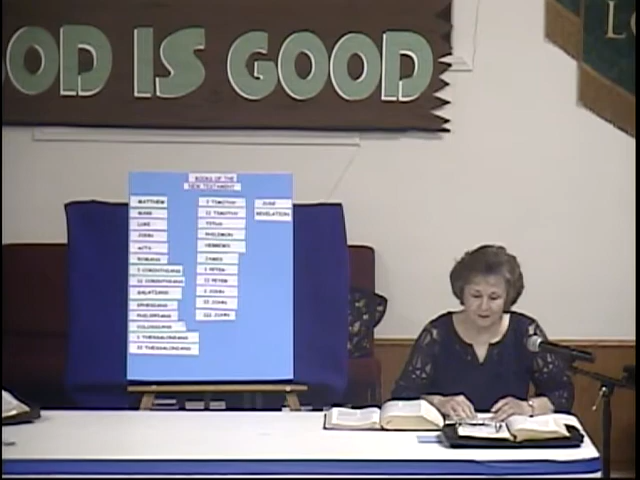 OD IS GOOD
LO
BOOKS OF THE
NEW TESTAMENT
MATTHEW
MARK
LUKE
JOHN
ACTS
ROMANS
I CORINTHIANS
II CORINTHIANS
GALATIANS
EPHESIANS
PHILIPPIANS
COLOSSIANS
I THESSALONIANS
II THESSALONIANS
I TIMOTHY
II TIMOTHY
TITUS
PHILEMON
HEBREWS
JAMES
I PETER
II PETER
I JOHN
II JOHN
III JOHN
JUDE
REVELATION